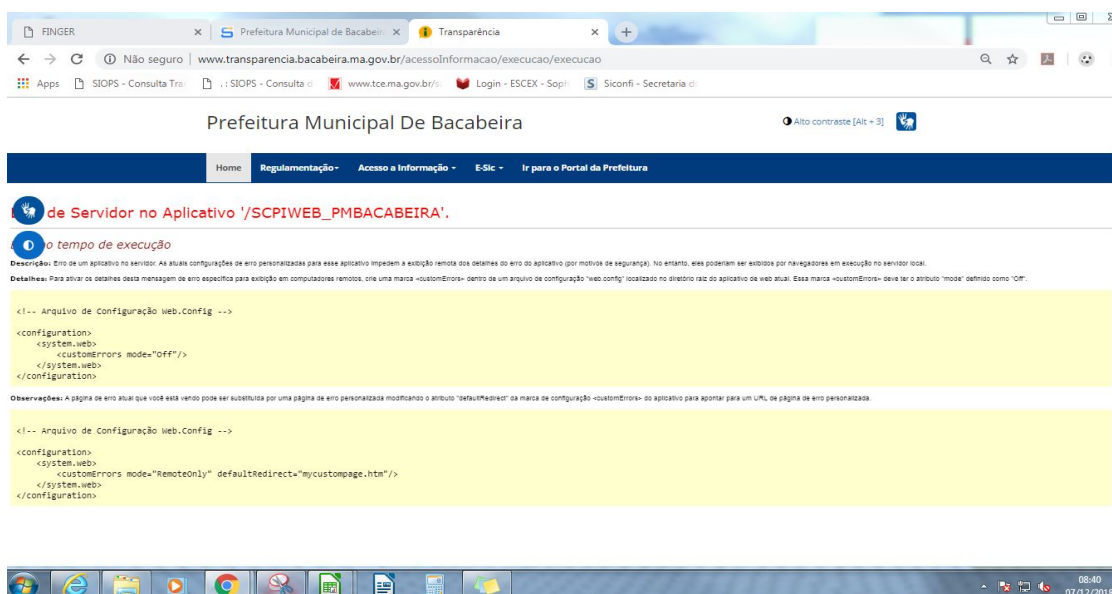 FINGER
Prefeitura Municipal de Bacabeir
Transparência
Não seguro | www.transparencia.bacabeira.ma.gov.br/acessoInformacao/execucao/execucao
Apps SIOPS - Consulta Tra .: SIOPS - Consulta d www.tce.ma.gov.br/s Login - ESCEX - Soph Siconfi - Secretaria d
Prefeitura Municipal De Bacabeira
Alto contraste [Alt + 3]
Home Regulamentação Acesso a Informação E-Sic Ir para o Portal da Prefeitura
de Servidor no Aplicativo '/SCPIWEB_PMBACABEIRA'.
o tempo de execução
Descrição: Erro de um aplicativo no servidor. As atuais configurações de erro personalizadas para esse aplicativo impedem a exibição remota dos detalhes do erro do aplicativo (por motivos de segurança). No entanto, eles poderiam ser exibidos por navegadores em execução no servidor local.
Detalhes: Para ativar os detalhes desta mensagem de erro específica para exibição em computadores remotos, crie uma marca <customErrors> dentro de um arquivo de configuração "web.config" localizado no diretório raiz do aplicativo de web atual. Essa marca <customErrors> deve ter o atributo "mode" definido como "Off".
<!-- Arquivo de Configuração Web.Config -->
<configuration>
<system.web>
<customErrors mode="Off"/>
</system.web>
</configuration>
Observações: A página de erro atual que você está vendo pode ser substituída por uma página de erro personalizada modificando o atributo "defaultRedirect" da marca de configuração <customErrors> do aplicativo para apontar para um URL de página de erro personalizada.
<!-- Arquivo de Configuração Web.Config -->
<configuration>
<system.web>
<customErrors mode="RemoteOnly" defaultRedirect="mycustompage.htm"/>
</system.web>
</configuration>
08:40
07/12/2018